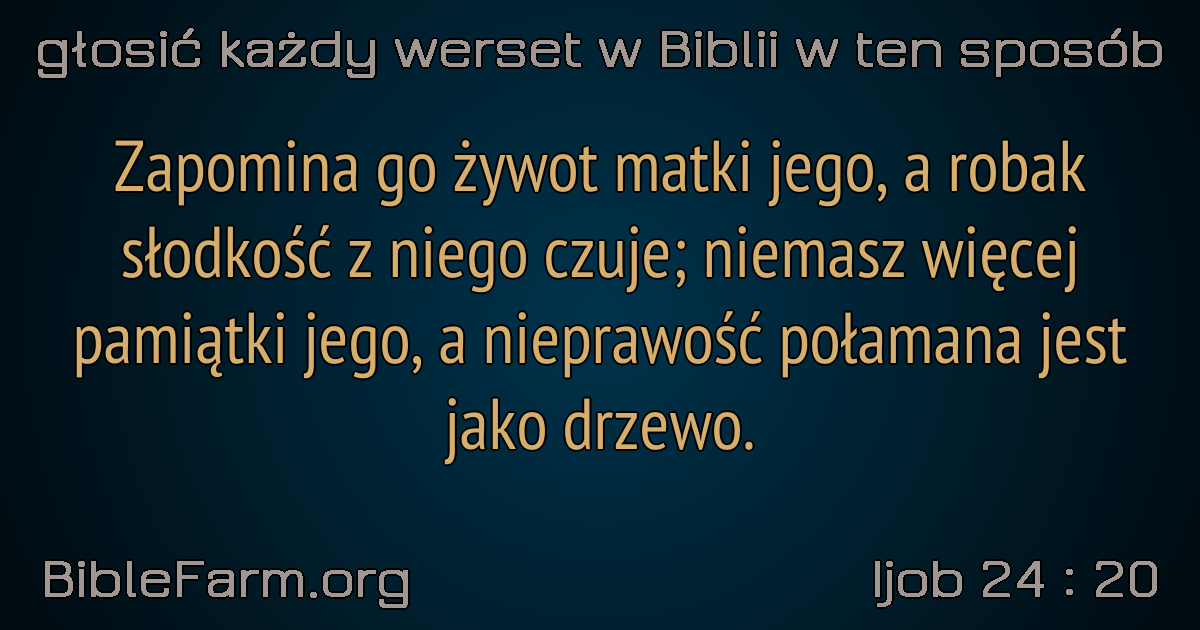 głosić każdy werset w Biblii w ten sposób
Zapomina go żywot matki jego, a robak
słodkość z niego czuje; niemasz więcej
pamiątki jego, a nieprawość połamana jest
jako drzewo.
BibleFarm.org
Ijob 24 : 20